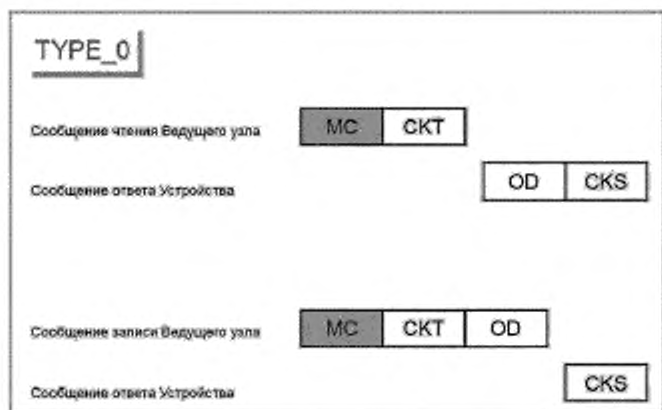 TYPE_0
Сообщение чтения Ведущего узла MC CKT
Сообщение ответа Устройства OD CKS
Сообщение записи Ведущего узла MC CKT OD
Сообщение ответа Устройства CKS